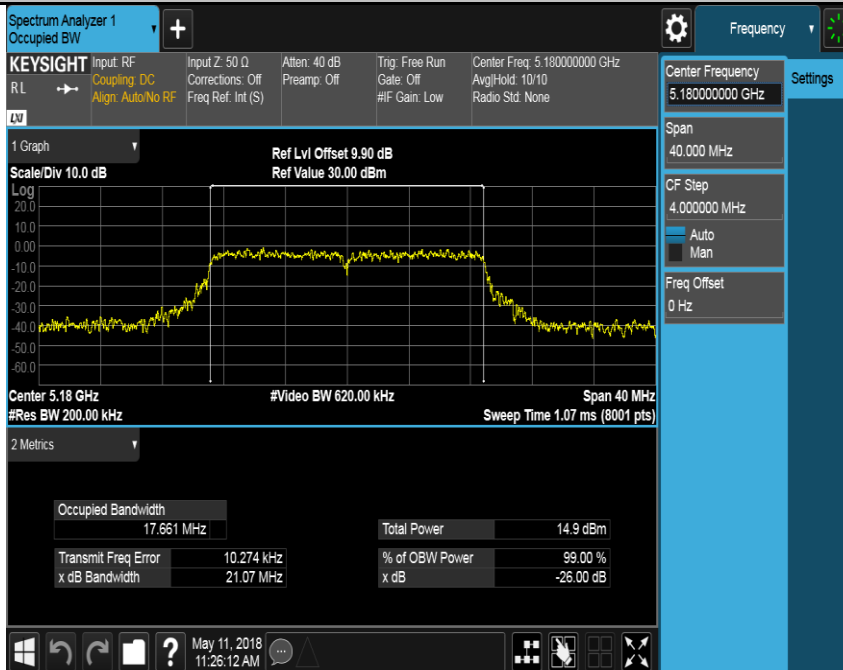 Spectrum Analyzer 1
Occupied BW
+
Frequency
KEYSIGHT Input: RF Input Z: 50 Ω Atten: 40 dB Trig: Free Run Center Freq: 5.180000000 GHz
RL Coupling: DC Corrections: Off Preamp: Off Gate: Off Avg|Hold: 10/10
Align: Auto/No RF Freq Ref: Int (S) #IF Gain: Low Radio Std: None
LXI
Center Frequency
5.180000000 GHz
Settings
Span
40.000 MHz
CF Step
4.000000 MHz
Auto
Man
Freq Offset
0 Hz
1 Graph
Ref Lvl Offset 9.90 dB
Scale/Div 10.0 dB Ref Value 30.00 dBm
Log
20.0
10.0
0.00
-10.0
-20.0
-30.0
-40.0
-50.0
-60.0
Center 5.18 GHz #Video BW 620.00 kHz Span 40 MHz
#Res BW 200.00 kHz Sweep Time 1.07 ms (8001 pts)
2 Metrics
Occupied Bandwidth
17.661 MHz
Total Power 14.9 dBm
Transmit Freq Error 10.274 kHz % of OBW Power 99.00 %
x dB Bandwidth 21.07 MHz x dB -26.00 dB
?
May 11, 2018
11:26:12 AM